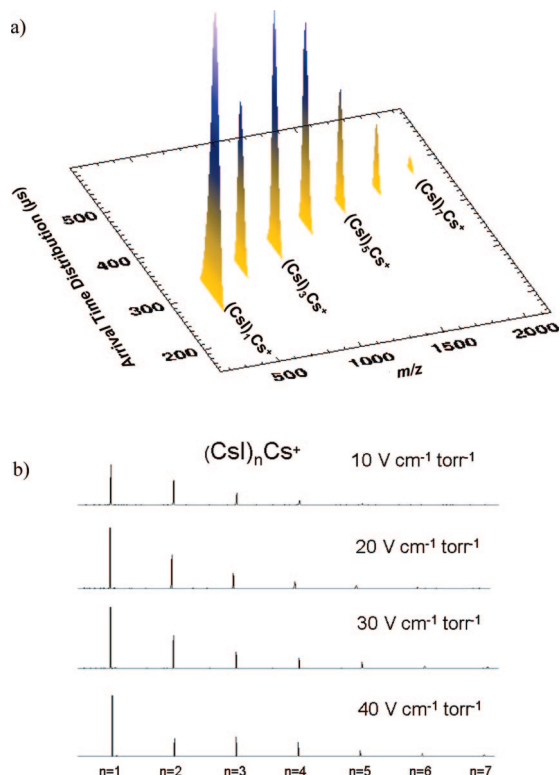 a)
Arrival Time Distribution (µs)
500
400
300
200
(CsI)₁Cs⁺
(CsI)₃Cs⁺
(CsI)₅Cs⁺
(CsI)₇Cs⁺
500
1000
1500
2000
m/z
b)
(CsI)ₙCs⁺
10 V cm⁻¹ torr⁻¹
20 V cm⁻¹ torr⁻¹
30 V cm⁻¹ torr⁻¹
40 V cm⁻¹ torr⁻¹
n=1 n=2 n=3 n=4 n=5 n=6 n=7